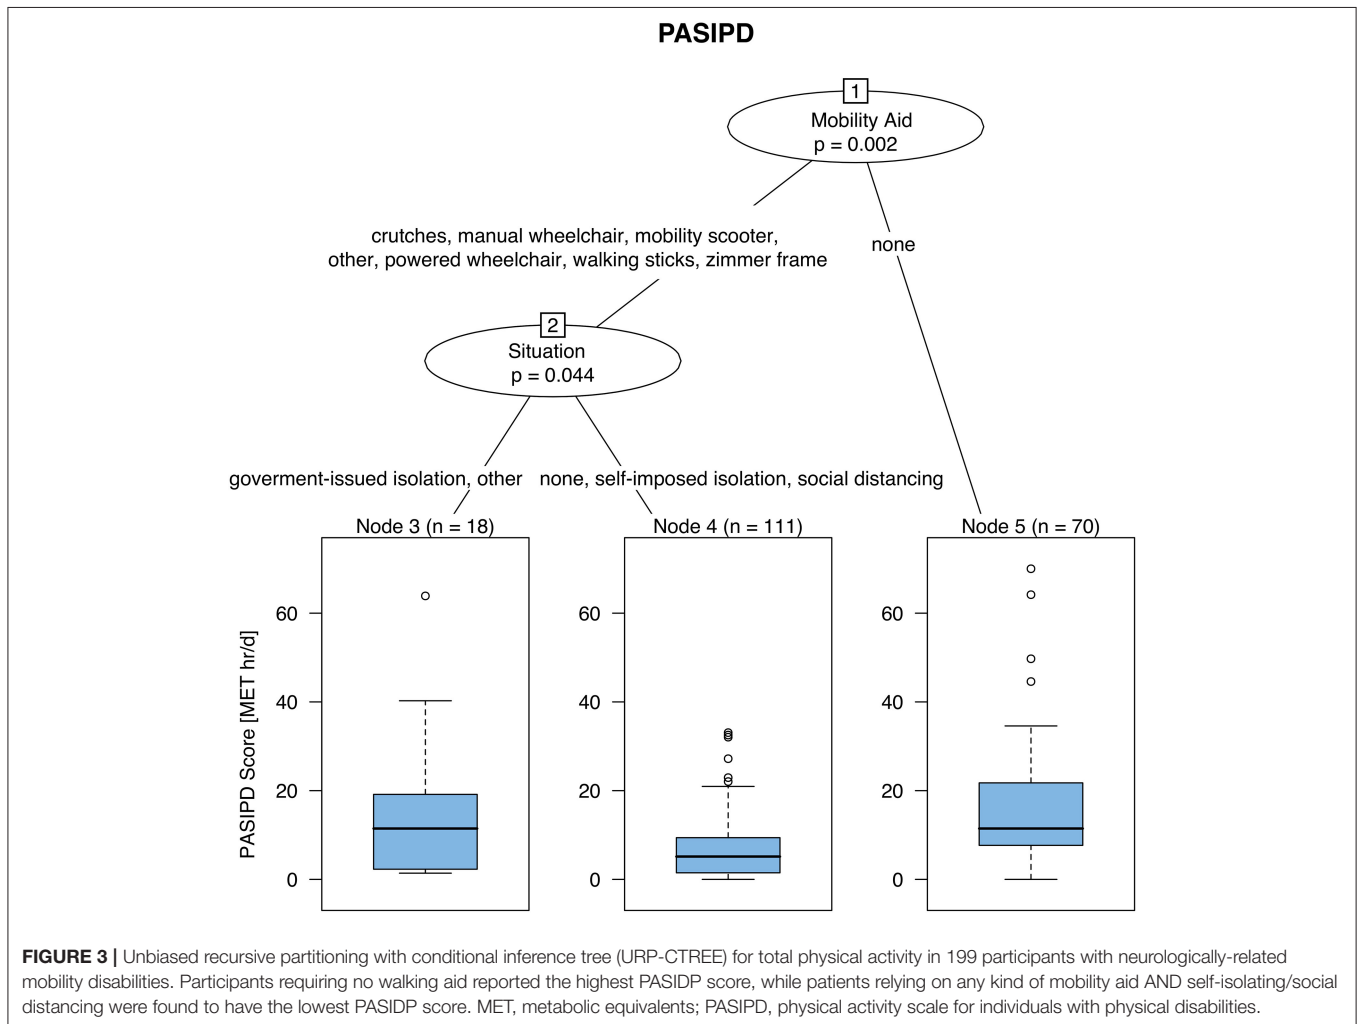 PASIPD
1
Mobility Aid
p = 0.002
crutches, manual wheelchair, mobility scooter,
other, powered wheelchair, walking sticks, zimmer frame
none
2
Situation
p = 0.044
goverment-issued isolation, other
none, self-imposed isolation, social distancing
Node 3 (n = 18)
Node 4 (n = 111)
Node 5 (n = 70)
PASIPD Score [MET hr/d]
60
40
20
0
60
40
20
0
60
40
20
0
FIGURE 3 | Unbiased recursive partitioning with conditional inference tree (URP-CTREE) for total physical activity in 199 participants with neurologically-related
mobility disabilities. Participants requiring no walking aid reported the highest PASIDP score, while patients relying on any kind of mobility aid AND self-isolating/social
distancing were found to have the lowest PASIDP score. MET, metabolic equivalents; PASIPD, physical activity scale for individuals with physical disabilities.